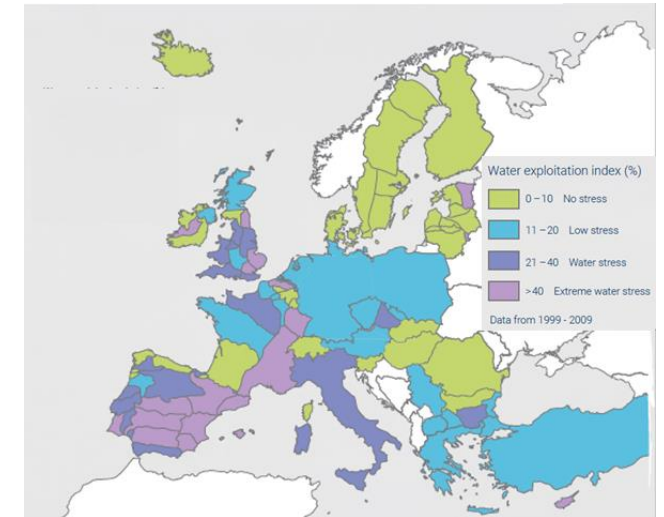 Water exploitation index (%)
0–10 No stress
11–20 Low stress
21–40 Water stress
>40 Extreme water stress
Data from 1999 - 2009